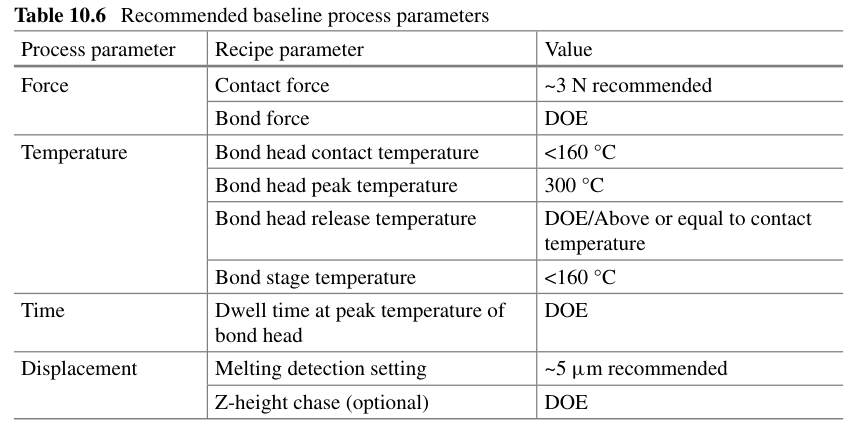 Table 10.6 Recommended baseline process parameters
Process parameter Recipe parameter Value
Force Contact force ~3 N recommended
Bond force DOE
Temperature Bond head contact temperature <160 °C
Bond head peak temperature 300 °C
Bond head release temperature DOE/Above or equal to contact
temperature
Bond stage temperature <160 °C
Time Dwell time at peak temperature of DOE
bond head
Displacement Melting detection setting ~5 μm recommended
Z-height chase (optional) DOE